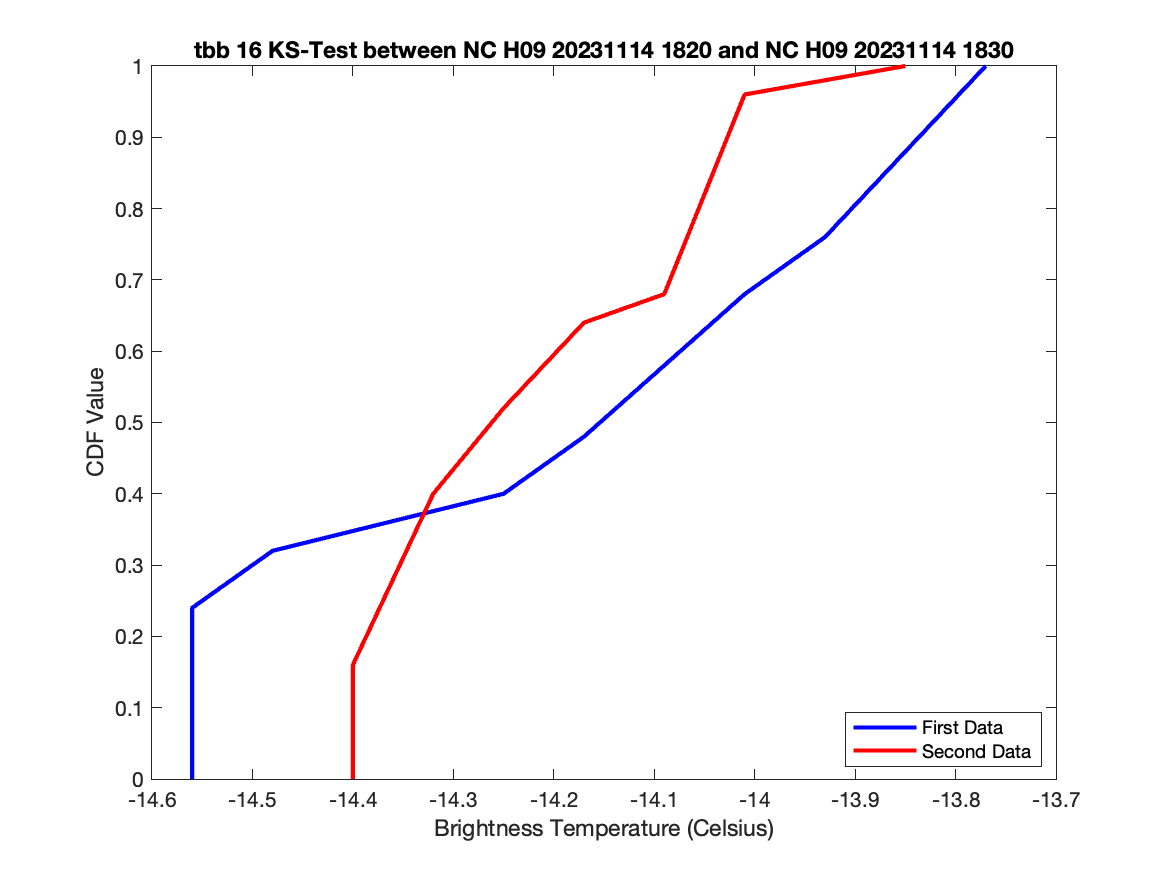 tbb 16 KS-Test between NC H09 20231114 1820 and NC H09 20231114 1830
1
0.9
0.8
0.7
0.6
0.5
0.4
0.3
0.2
0.1
0
CDF Value
First Data
Second Data
-14.6 -14.5 -14.4 -14.3 -14.2 -14.1 -14 -13.9 -13.8 -13.7
Brightness Temperature (Celsius)